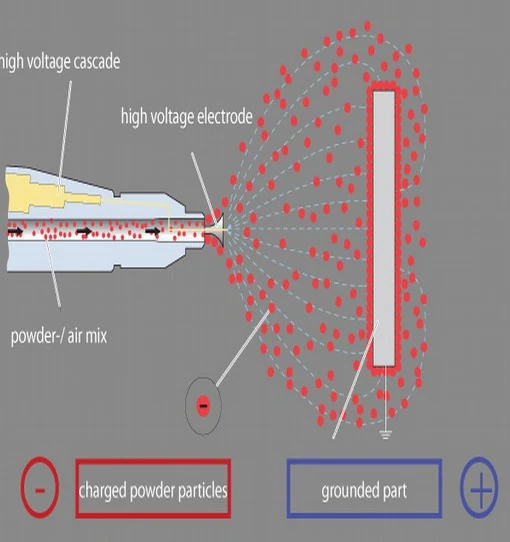 high voltage cascade
high voltage electrode
powder-/ air mix
-
-
charged powder particles
grounded part
+